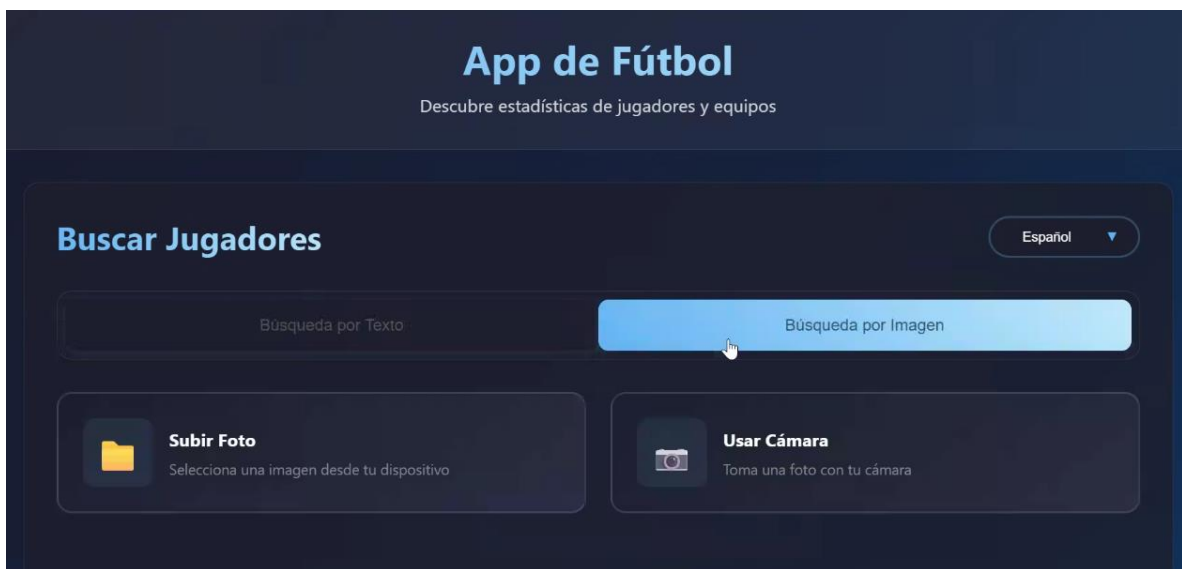 App de Fútbol
Descubre estadísticas de jugadores y equipos
Buscar Jugadores
Español
Búsqueda por Texto
Búsqueda por Imagen
Subir Foto
Selecciona una imagen desde tu dispositivo
Usar Cámara
Toma una foto con tu cámara